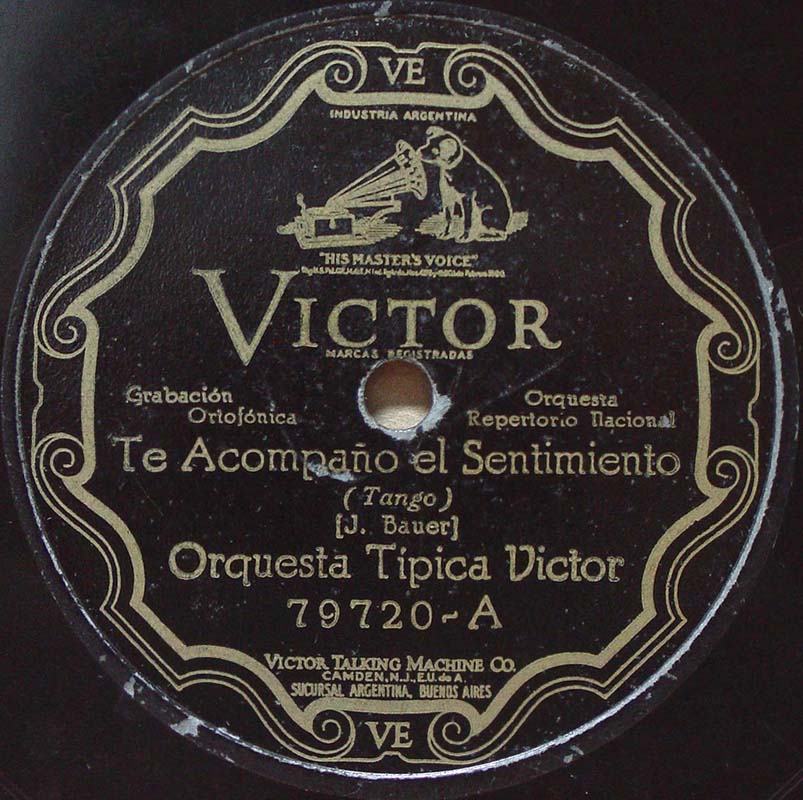 VE
INDUSTRIA ARGENTINA
"HIS MASTER'S VOICE"
VICTOR
MARCAS REGISTRADAS
Grabación
Ortofónica
Orquesta
Repertorio Nacional
Te Acompaño el Sentimiento
(Tango)
[J. Bauer]
Orquesta Típica Victor
79720-A
VICTOR TALKING MACHINE CO.
CAMDEN, N.J., E.U. de A.
SUCURSAL ARGENTINA, BUENOS AIRES
VE